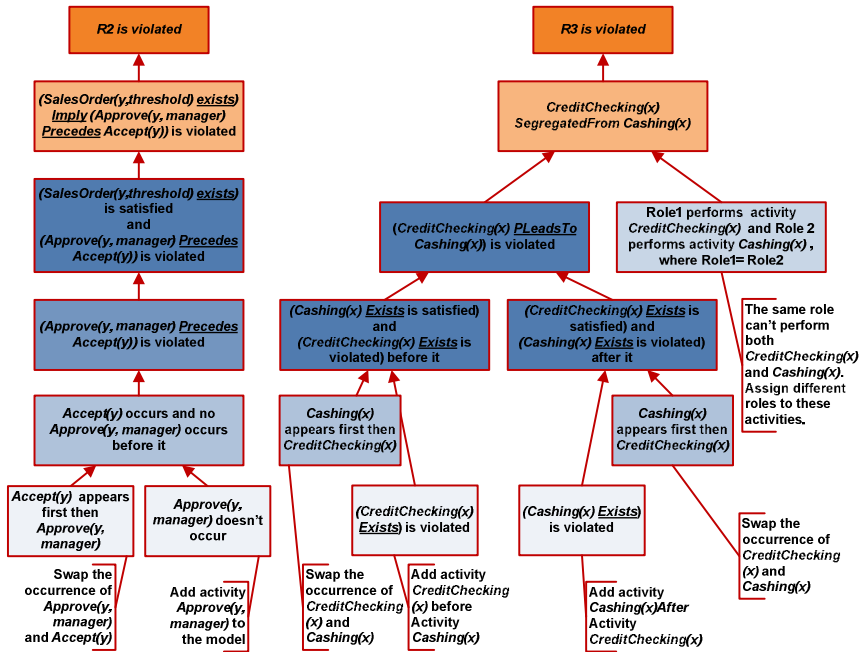 R2 is violated
R3 is violated
(SalesOrder(y,threshold) exists)
Imply (Approve(y, manager)
Precedes Accept(y)) is violated
CreditChecking(x)
SegregatedFrom Cashing(x)
(SalesOrder(y,threshold) exists)
is satisfied
and
(Approve(y, manager) Precedes
Accept(y)) is violated
(CreditChecking(x) PLeadsTo
Cashing(x)) is violated
Role1 performs activity
CreditChecking(x) and Role 2
performs activity Cashing(x) ,
where Role1= Role2
(Approve(y, manager) Precedes
Accept(y)) is violated
(Cashing(x) Exists is satisfied)
and
(CreditChecking(x) Exists is
violated) before it
(CreditChecking(x) Exists is
satisfied) and
(Cashing(x) Exists is violated)
after it
The same role
can't perform
both
CreditChecking(x)
and Cashing(x).
Assign different
roles to these
activities.
Accept(y) occurs and no
Approve(y, manager) occurs
before it
Cashing(x)
appears first then
CreditChecking(x)
Cashing(x)
appears first then
CreditChecking(x)
Accept(y) appears
first then
Approve(y,
manager)
Approve(y,
manager) doesn't
occur
(CreditChecking(x)
Exists) is violated
(Cashing(x) Exists)
is violated
Swap the
occurrence of
CreditChecking
(x) and
Cashing(x)
Swap the
occurrence of
Approve(y,
manager)
and Accept(y)
Add activity
Approve(y,
manager) to
the model
Swap the
occurrence of
CreditChecking
(x) and
Cashing(x)
Add activity
CreditChecking
(x) before
Activity
Cashing(x)
Add activity
Cashing(x)After
Activity
CreditChecking(x)